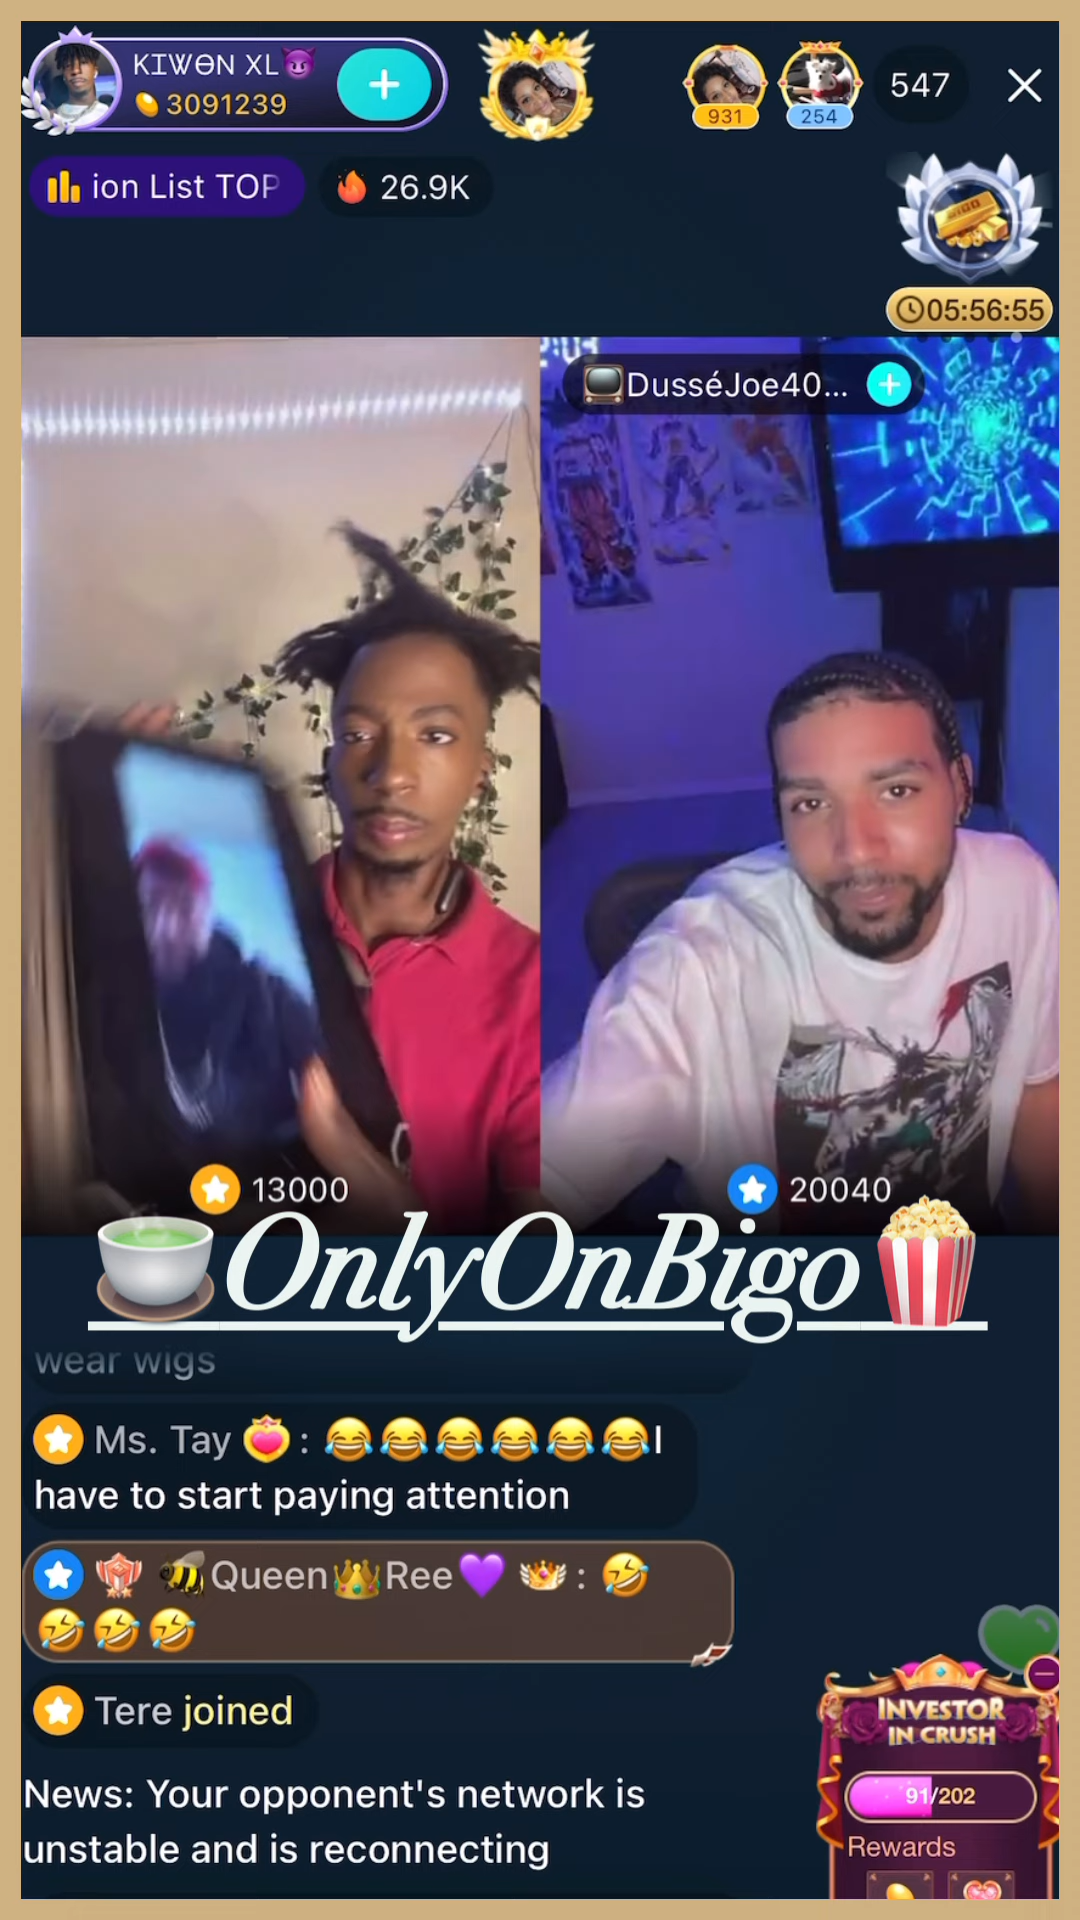 KIWӨN XL😈
3091239
931
254
547
ion List TOP
26.9K
BIGO
05:56:55
DusséJoe40...
13000
20040
🍵OnlyOnBigo🍿
wear wigs
Ms. Tay 💗 : 😂😂😂😂😂😂I
have to start paying attention
🐝Queen👑Ree💜 : 🤣
🤣🤣🤣
Tere joined
INVESTOR
IN CRUSH
News: Your opponent's network is
91/202
unstable and is reconnecting
Rewards